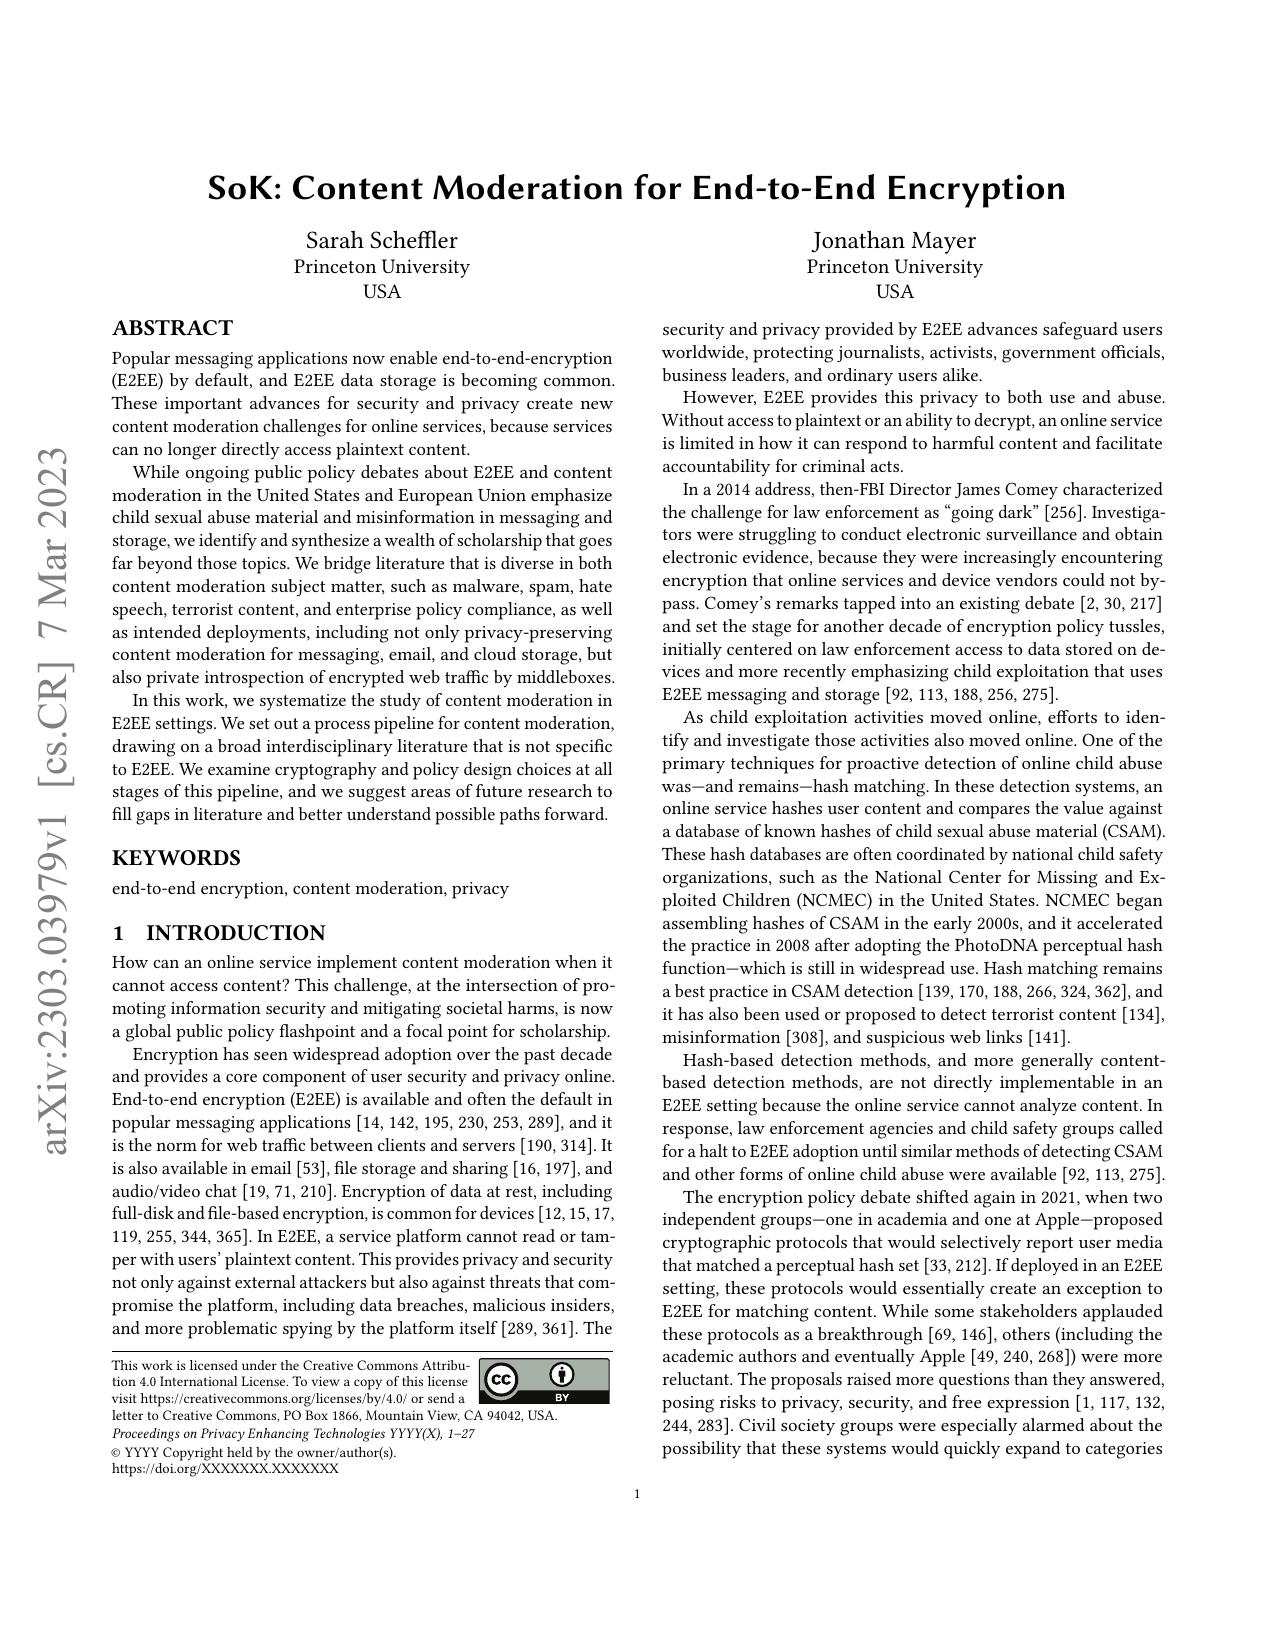 arXiv:2303.03979v1 [cs.CR] 7 Mar 2023
SoK: Content Moderation for End-to-End Encryption
Sarah Scheffler
Princeton University
USA
Jonathan Mayer
Princeton University
USA
ABSTRACT
Popular messaging applications now enable end-to-end-encryption
(E2EE) by default, and E2EE data storage is becoming common.
These important advances for security and privacy create new
content moderation challenges for online services, because services
can no longer directly access plaintext content.
While ongoing public policy debates about E2EE and content
moderation in the United States and European Union emphasize
child sexual abuse material and misinformation in messaging and
storage, we identify and synthesize a wealth of scholarship that goes
far beyond those topics. We bridge literature that is diverse in both
content moderation subject matter, such as malware, spam, hate
speech, terrorist content, and enterprise policy compliance, as well
as intended deployments, including not only privacy-preserving
content moderation for messaging, email, and cloud storage, but
also private introspection of encrypted web traffic by middleboxes.
In this work, we systematize the study of content moderation in
E2EE settings. We set out a process pipeline for content moderation,
drawing on a broad interdisciplinary literature that is not specific
to E2EE. We examine cryptography and policy design choices at all
stages of this pipeline, and we suggest areas of future research to
fill gaps in literature and better understand possible paths forward.
KEYWORDS
end-to-end encryption, content moderation, privacy
1 INTRODUCTION
How can an online service implement content moderation when it
cannot access content? This challenge, at the intersection of pro-
moting information security and mitigating societal harms, is now
a global public policy flashpoint and a focal point for scholarship.
Encryption has seen widespread adoption over the past decade
and provides a core component of user security and privacy online.
End-to-end encryption (E2EE) is available and often the default in
popular messaging applications [14, 142, 195, 230, 253, 289], and it
is the norm for web traffic between clients and servers [190, 314]. It
is also available in email [53], file storage and sharing [16, 197], and
audio/video chat [19, 71, 210]. Encryption of data at rest, including
full-disk and file-based encryption, is common for devices [12, 15, 17,
119, 255, 344, 365]. In E2EE, a service platform cannot read or tam-
per with users' plaintext content. This provides privacy and security
not only against external attackers but also against threats that com-
promise the platform, including data breaches, malicious insiders,
and more problematic spying by the platform itself [289, 361]. The
This work is licensed under the Creative Commons Attribu-
tion 4.0 International License. To view a copy of this license
visit https://creativecommons.org/licenses/by/4.0/ or send a
letter to Creative Commons, PO Box 1866, Mountain View, CA 94042, USA.
Proceedings on Privacy Enhancing Technologies YYYY(X), 1–27
© YYYY Copyright held by the owner/author(s).
https://doi.org/XXXXXXX.XXXXXXX
CC
BY
security and privacy provided by E2EE advances safeguard users
worldwide, protecting journalists, activists, government officials,
business leaders, and ordinary users alike.
However, E2EE provides this privacy to both use and abuse.
Without access to plaintext or an ability to decrypt, an online service
is limited in how it can respond to harmful content and facilitate
accountability for criminal acts.
In a 2014 address, then-FBI Director James Comey characterized
the challenge for law enforcement as “going dark” [256]. Investiga-
tors were struggling to conduct electronic surveillance and obtain
electronic evidence, because they were increasingly encountering
encryption that online services and device vendors could not by-
pass. Comey's remarks tapped into an existing debate [2, 30, 217]
and set the stage for another decade of encryption policy tussles,
initially centered on law enforcement access to data stored on de-
vices and more recently emphasizing child exploitation that uses
E2EE messaging and storage [92, 113, 188, 256, 275].
As child exploitation activities moved online, efforts to iden-
tify and investigate those activities also moved online. One of the
primary techniques for proactive detection of online child abuse
was—and remains—hash matching. In these detection systems, an
online service hashes user content and compares the value against
a database of known hashes of child sexual abuse material (CSAM).
These hash databases are often coordinated by national child safety
organizations, such as the National Center for Missing and Ex-
ploited Children (NCMEC) in the United States. NCMEC began
assembling hashes of CSAM in the early 2000s, and it accelerated
the practice in 2008 after adopting the PhotoDNA perceptual hash
function—which is still in widespread use. Hash matching remains
a best practice in CSAM detection [139, 170, 188, 266, 324, 362], and
it has also been used or proposed to detect terrorist content [134],
misinformation [308], and suspicious web links [141].
Hash-based detection methods, and more generally content-
based detection methods, are not directly implementable in an
E2EE setting because the online service cannot analyze content. In
response, law enforcement agencies and child safety groups called
for a halt to E2EE adoption until similar methods of detecting CSAM
and other forms of online child abuse were available [92, 113, 275].
The encryption policy debate shifted again in 2021, when two
independent groups—one in academia and one at Apple—proposed
cryptographic protocols that would selectively report user media
that matched a perceptual hash set [33, 212]. If deployed in an E2EE
setting, these protocols would essentially create an exception to
E2EE for matching content. While some stakeholders applauded
these protocols as a breakthrough [69, 146], others (including the
academic authors and eventually Apple [49, 240, 268]) were more
reluctant. The proposals raised more questions than they answered,
posing risks to privacy, security, and free expression [1, 117, 132,
244, 283]. Civil society groups were especially alarmed about the
possibility that these systems would quickly expand to categories
1